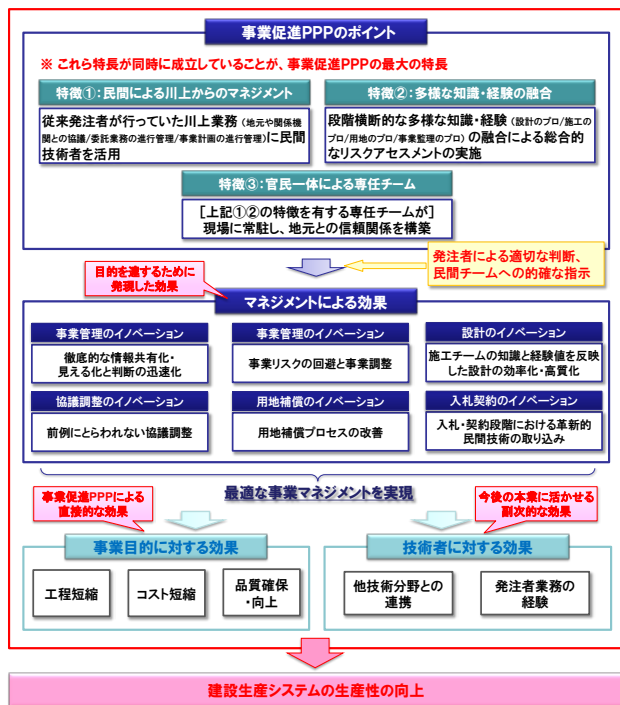 事業促進PPPのポイント
※ これら特長が同時に成立していることが、事業促進PPPの最大の特長
特徴①:民間による川上からのマネジメント
従来発注者が行っていた川上業務(地元や関係機
関との協議/委託業務の進行管理/事業計画の進行管理)に民間
技術者を活用
特徴②:多様な知識・経験の融合
段階横断的な多様な知識・経験(設計のプロ/施工の
プロ/用地のプロ/事業監理のプロ)の融合による総合的
なリスクアセスメントの実施
特徴③:官民一体による専任チーム
[上記①②の特徴を有する専任チームが]
現場に常駐し、地元との信頼関係を構築
発注者による適切な判断、
民間チームへの的確な指示
目的を達するために
発現した効果
マネジメントによる効果
事業管理のイノベーション
徹底的な情報共有化・
見える化と判断の迅速化
事業管理のイノベーション
事業リスクの回避と事業調整
設計のイノベーション
施工チームの知識と経験値を反映
した設計の効率化・高質化
協議調整のイノベーション
前例にとらわれない協議調整
用地補償のイノベーション
用地補償プロセスの改善
入札契約のイノベーション
入札・契約段階における革新的
民間技術の取り込み
最適な事業マネジメントを実現
事業促進PPPによる
直接的な効果
今後の本業に活かせる
副次的な効果
事業目的に対する効果
工程短縮
コスト短縮
品質確保
・向上
技術者に対する効果
他技術分野との
連携
発注者業務の
経験
建設生産システムの生産性の向上